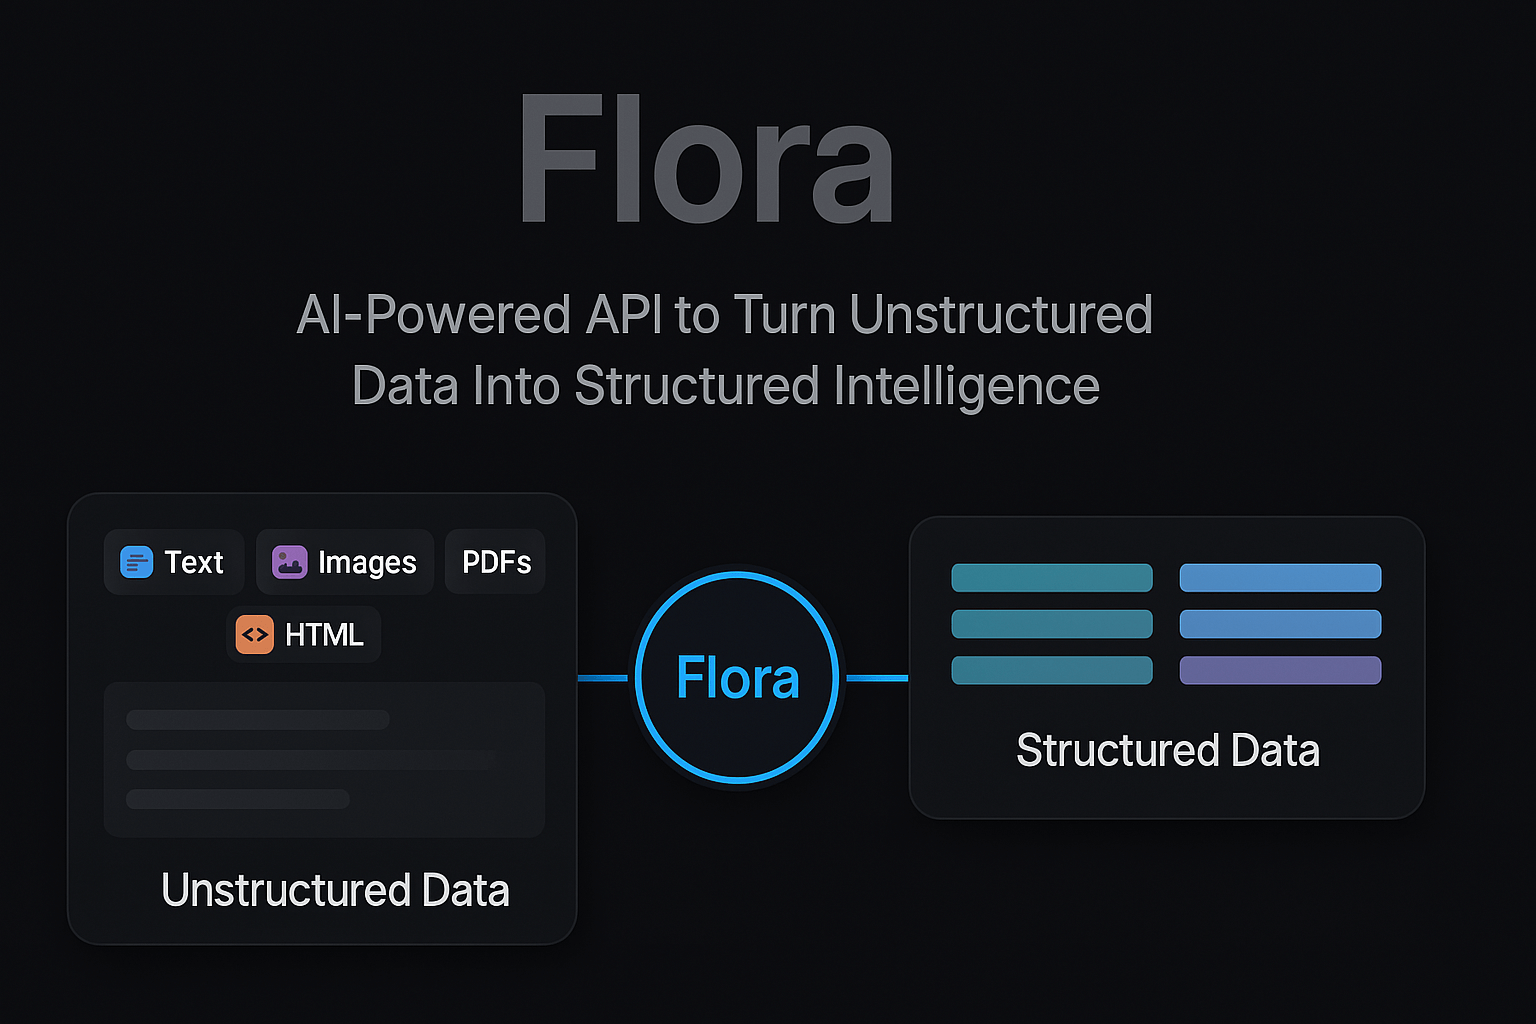 Flora
AI-Powered API to Turn Unstructured
Data Into Structured Intelligence
Text
Images
PDFs
HTML
Unstructured Data
Flora
Structured Data